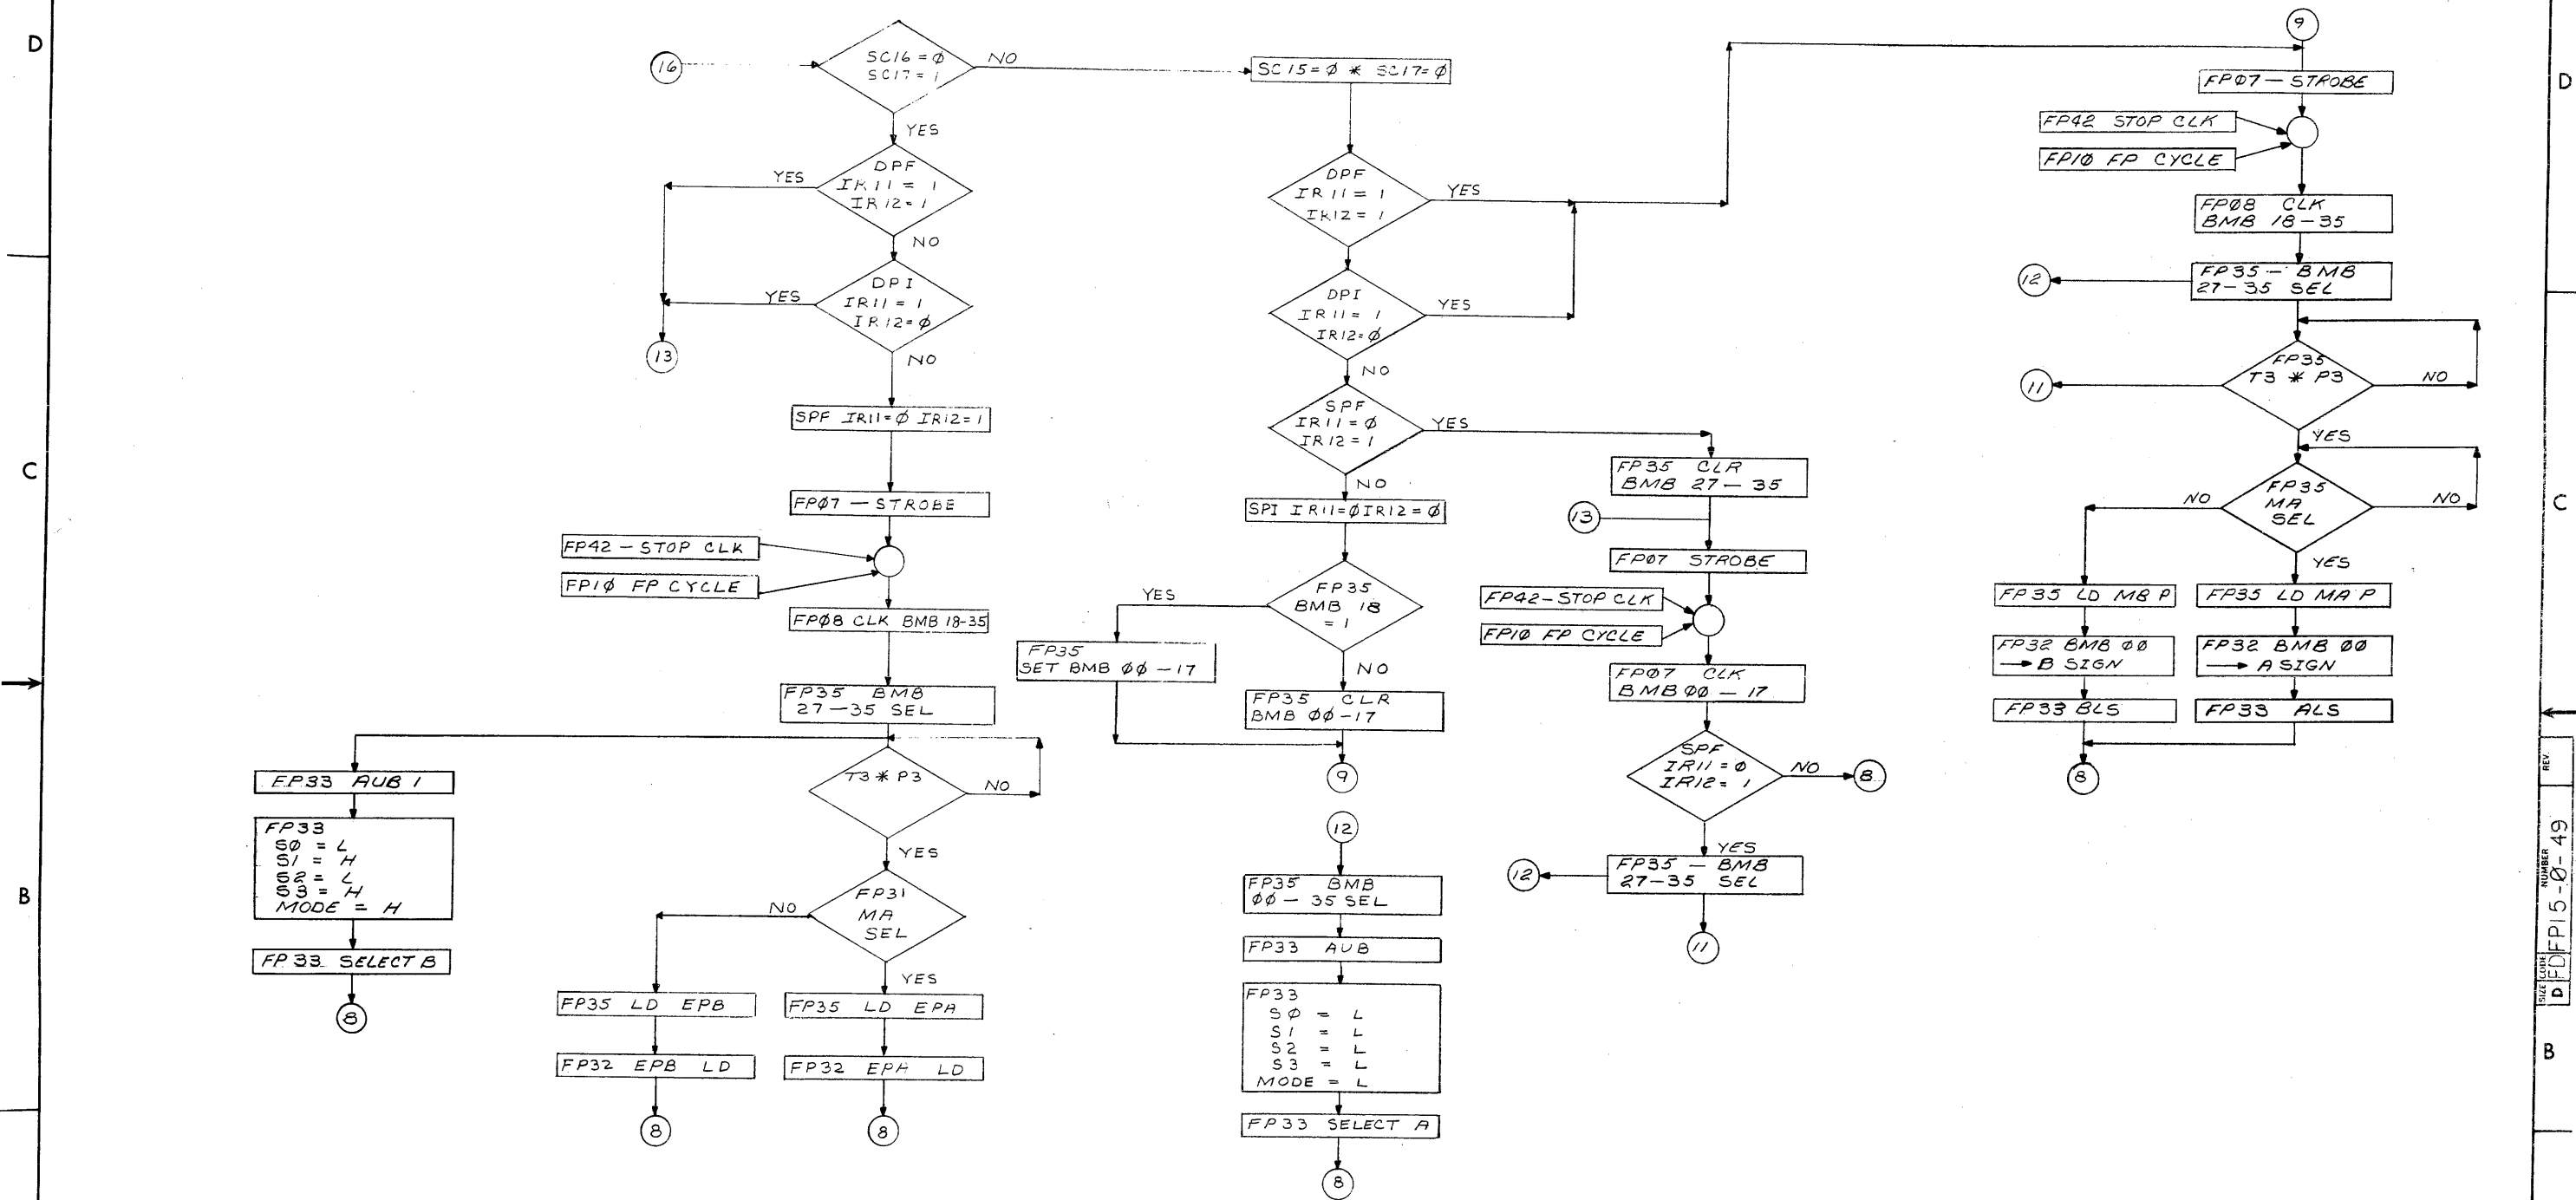 D
16
SC16 = Ø
SC17 = 1
NO
YES
DPF
IR11 = 1
IR12 = 1
YES
NO
DPI
IR11 = 1
IR12 = Ø
YES
NO
13
SPF IR11=Ø IR12=1
FPØ7 — STROBE
FP42 - STOP CLK
FP1Ø FP CYCLE
FPØ8 CLK BMB 18-35
FP35 BMB
27-35 SEL
T3 * P3
NO
YES
FP31
MA
SEL
NO
YES
FP35 LD EPB
FP35 LD EPA
FP32 EPB LD
FP32 EPA LD
8
8
FP33 AUB 1
FP33
SØ = L
S1 = H
S2 = L
S3 = H
MODE = H
FP33 SELECT B
8
SC15=Ø * SC17=Ø
DPF
IR11 = 1
IR12 = 1
YES
DPI
IR11 = 1
IR12=Ø
YES
NO
SPF
IR11=Ø
IR12 = 1
YES
NO
SPI IR11=Ø IR12=Ø
FP35
BMB 18
= 1
YES
NO
FP35
SET BMB ØØ -17
FP35 CLR
BMB ØØ-17
9
12
FP35 BMB
ØØ - 35 SEL
FP33 AUB
FP33
SØ = L
S1 = L
S2 = L
S3 = L
MODE = L
FP33 SELECT A
8
FP35 CLR
BMB 27 — 35
13
FPØ7 STROBE
FP42-STOP CLK
FP1Ø FP CYCLE
FPØ7 CLK
BMB ØØ — 17
SPF
IR11 = Ø
IR12 = 1
NO
8
YES
FP35 — BMB
27-35 SEL
12
11
9
FPØ7 — STROBE
FP42 STOP CLK
FP1Ø FP CYCLE
FPØ8 CLK
BMB 18-35
FP35 — BMB
27-35 SEL
12
FP35
T3 * P3
11
NO
YES
FP35
MA
SEL
NO
NO
YES
FP35 LD MB P
FP35 LD MA P
FP32 BMB ØØ
→ B SIGN
FP32 BMB ØØ
→ A SIGN
FP33 BLS
FP33 ALS
8
C
B
D
C
B
REV.
NUMBER
FP15-Ø-49
SIZE CODE
D FD